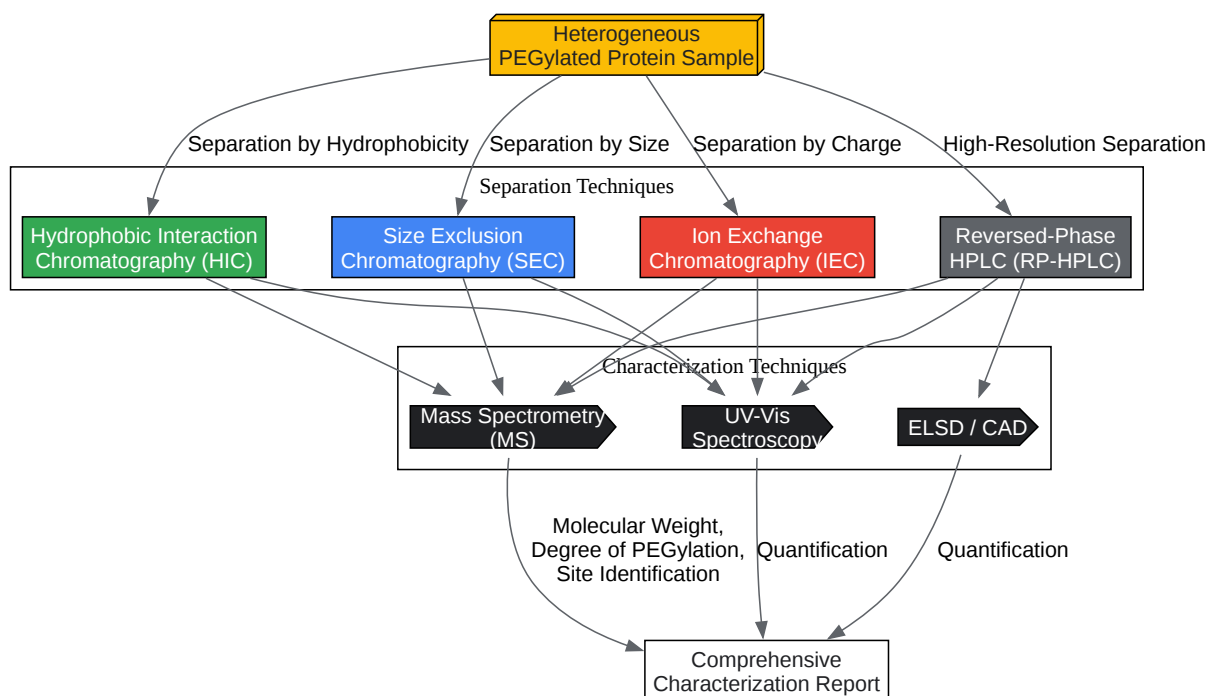 Heterogeneous
PEGylated Protein Sample
Separation by Hydrophobicity
Separation by Size
Separation by Charge
High-Resolution Separation
Separation Techniques
Hydrophobic Interaction
Chromatography (HIC)
Size Exclusion
Chromatography (SEC)
Ion Exchange
Chromatography (IEC)
Reversed-Phase
HPLC (RP-HPLC)
Characterization Techniques
Mass Spectrometry
(MS)
UV-Vis
Spectroscopy
ELSD / CAD
Molecular Weight,
Degree of PEGylation,
Site Identification
Quantification
Quantification
Comprehensive
Characterization Report